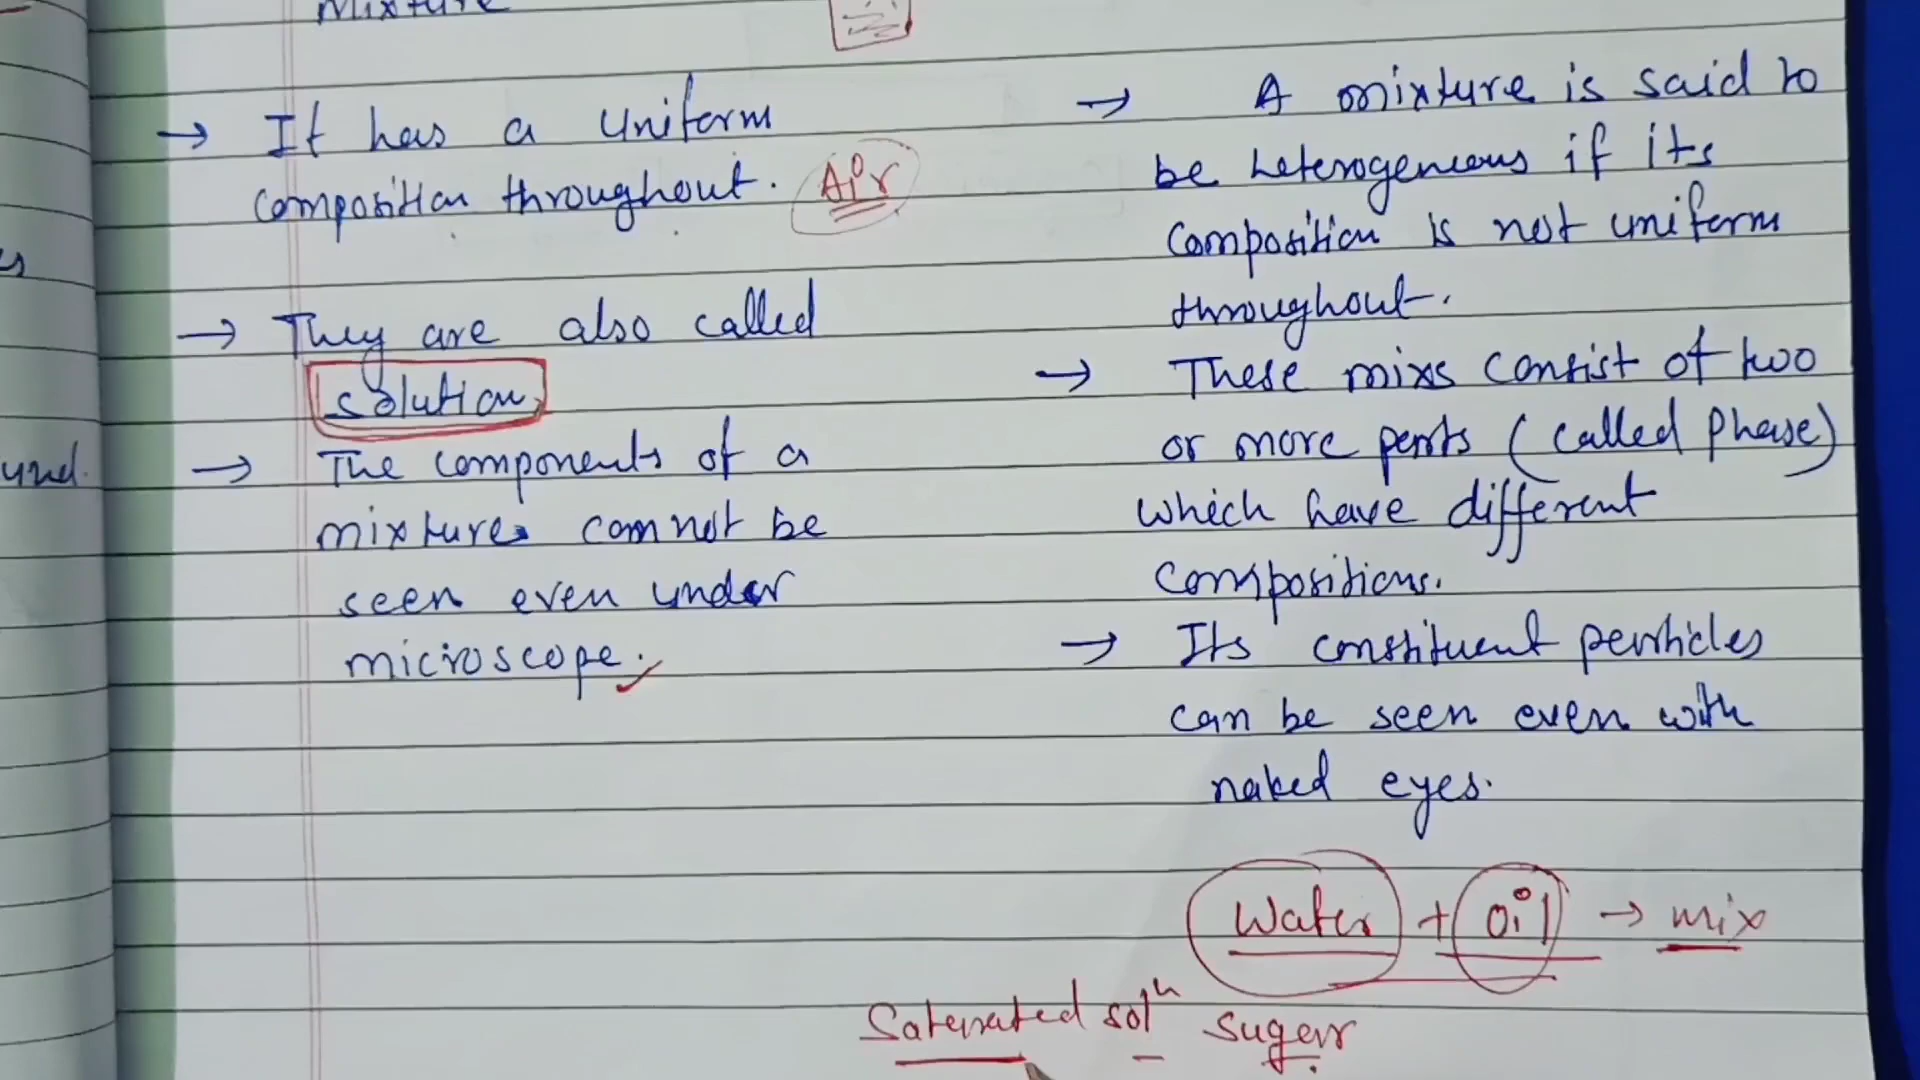 Mixture
→ It has a uniform
composition throughout. Air
→ They are also called
solution.
→ The components of a
mixtures cannot be
seen even under
microscope.
→ A mixture is said to
be heterogeneous if its
composition is not uniform
throughout.
→ These mixs consist of two
or more parts (called phase)
which have different
compositions.
→ Its constituent particles
can be seen even with
naked eyes.
Water + Oil → mix
Saturated solⁿ Sugar